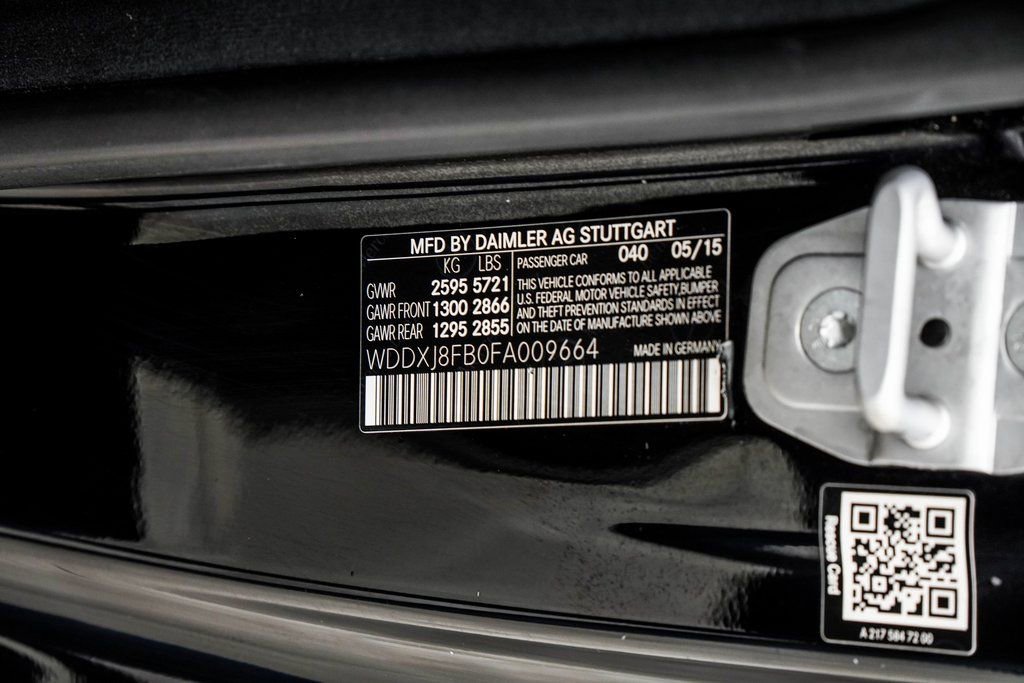 MFD BY DAIMLER AG STUTTGART
KG LBS
GVWR 2595 5721
GAWR FRONT 1300 2866
GAWR REAR 1295 2855
PASSENGER CAR 040 05/15
THIS VEHICLE CONFORMS TO ALL APPLICABLE
U.S. FEDERAL MOTOR VEHICLE SAFETY,BUMPER
AND THEFT PREVENTION STANDARDS IN EFFECT
ON THE DATE OF MANUFACTURE SHOWN ABOVE
WDDXJ8FB0FA009664 MADE IN GERMANY
Rescue Card
A 217 584 72 00